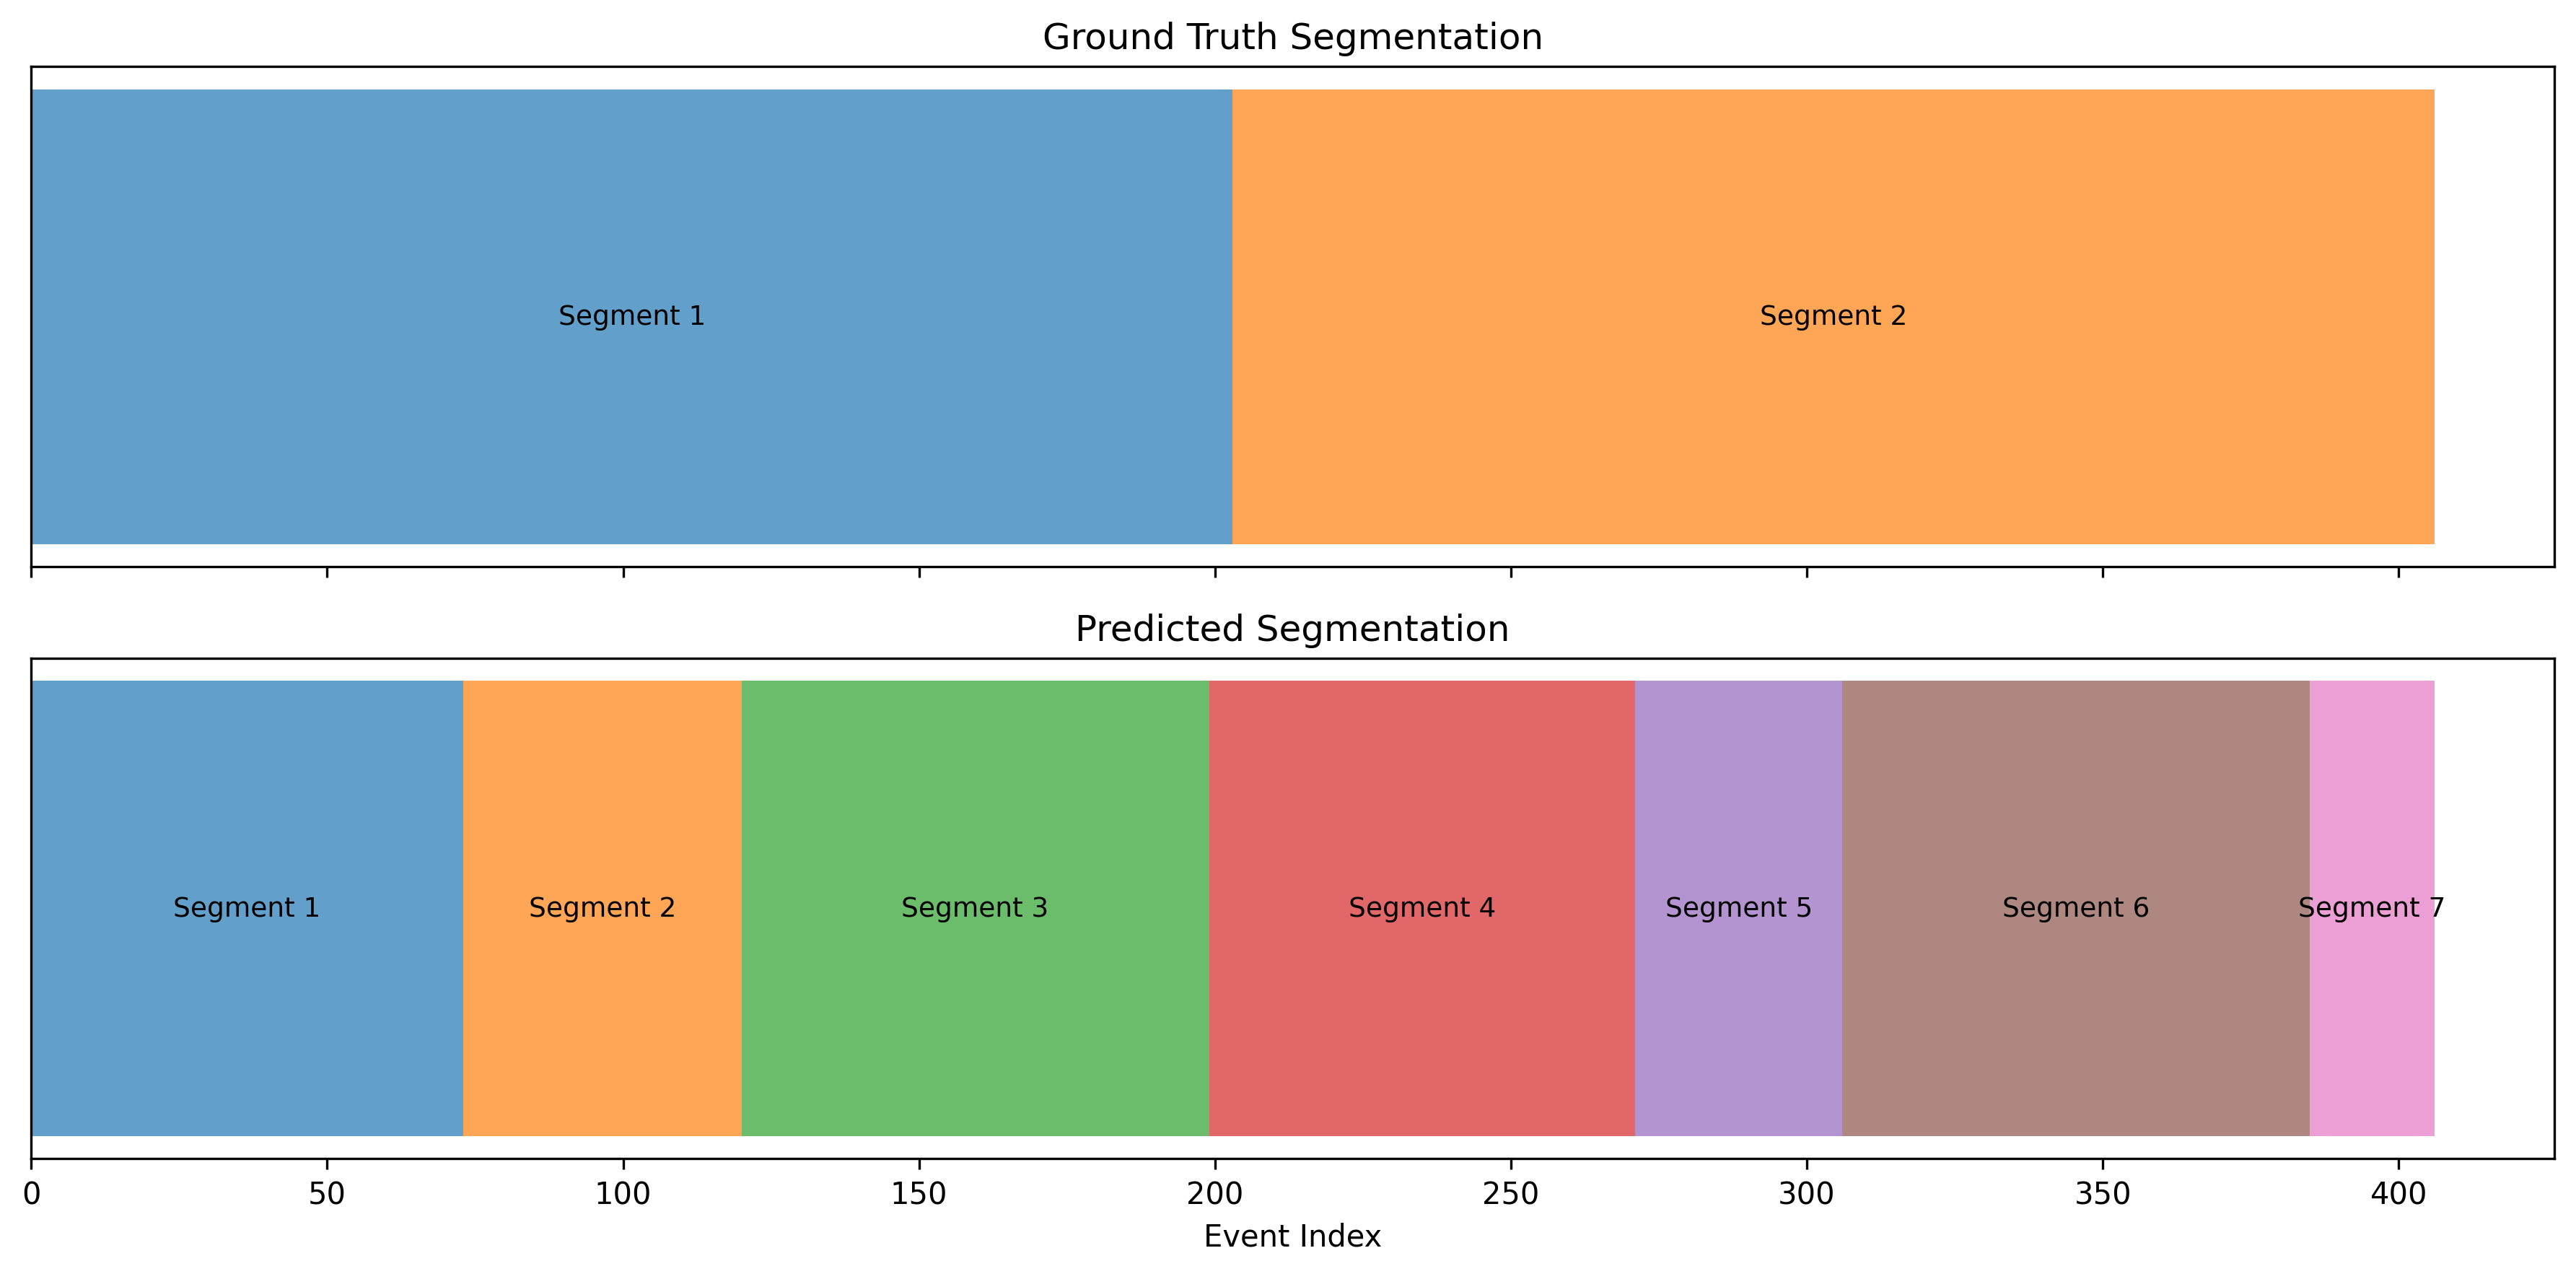 Ground Truth Segmentation
Segment 1 Segment 2
Predicted Segmentation
Segment 1 Segment 2 Segment 3 Segment 4 Segment 5 Segment 6 Segment 7
0 50 100 150 200 250 300 350 400
Event Index